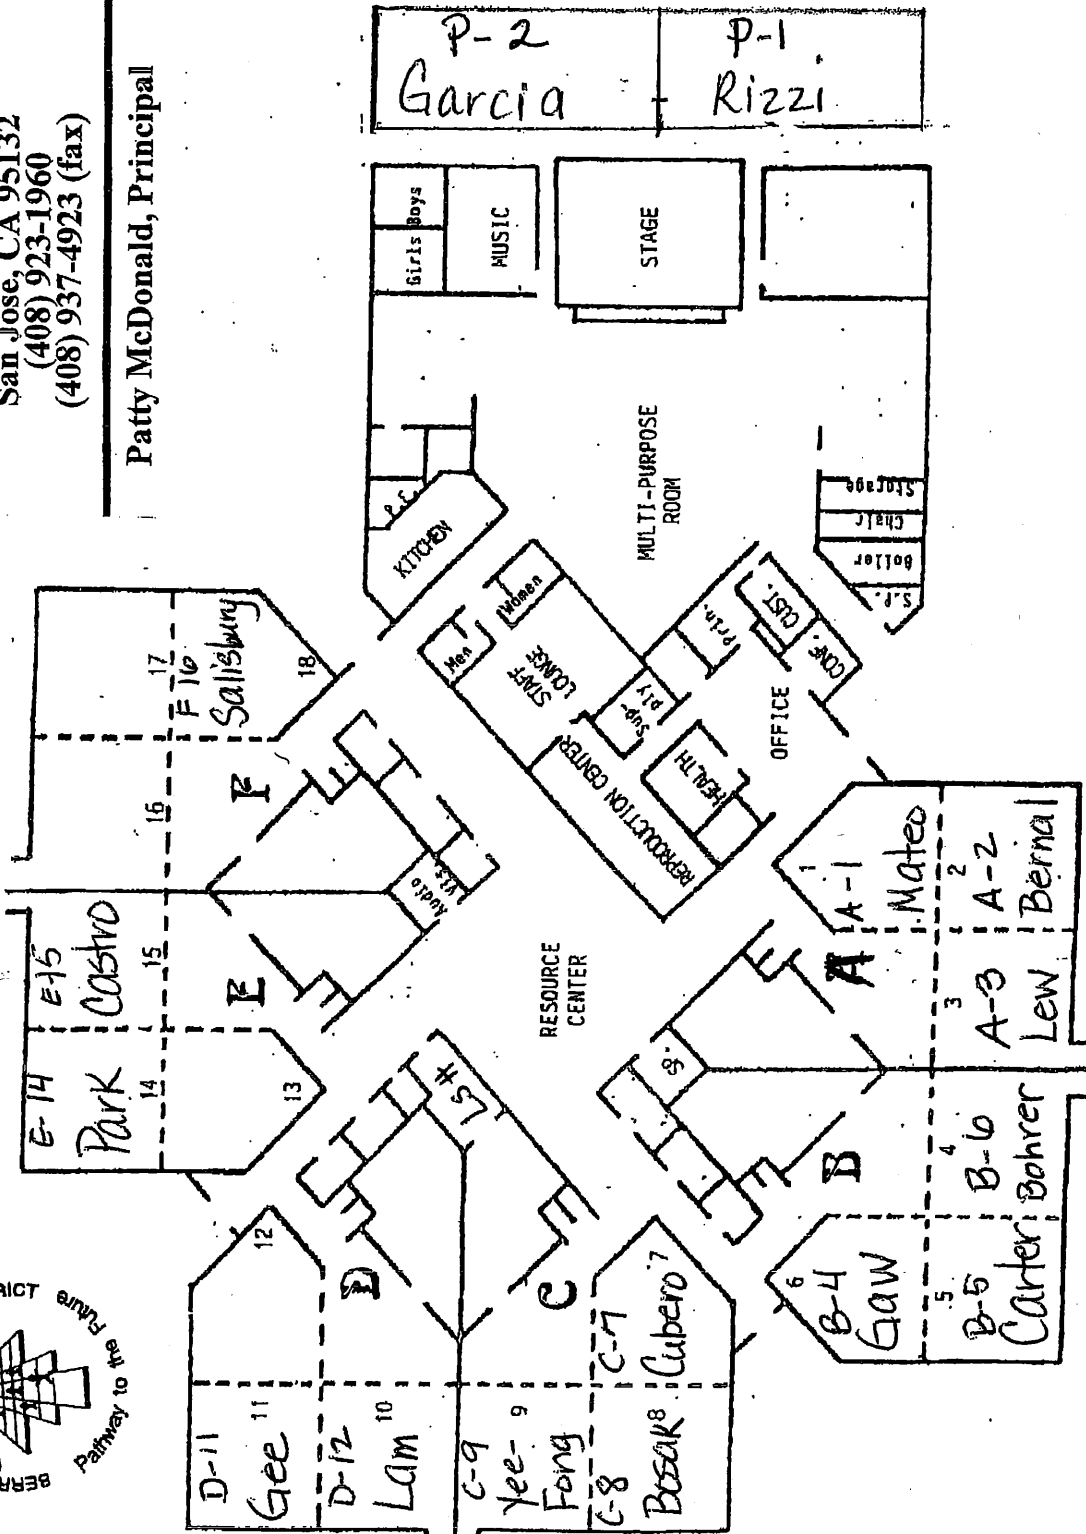 San Jose, CA 95132
(408) 923-1960
(408) 937-4923 (fax)
Patty McDonald, Principal
P-2
Garcia
P-1
Rizzi
Girls
Boys
MUSIC
STAGE
MULTI-PURPOSE
ROOM
P.E.
KITCHEN
Storage
Chair
Boiler
S.P.
Men
Women
STAFF
LOUNGE
Sup-
ply
Prin.
CUST.
CONF.
OFFICE
HEALTH
REPRODUCTION CENTER
RESOURCE
CENTER
Audio
Vis.
LSH
Sp.
F
17
F 16
Salisbury
18
16
E
E-15
Castro
15
E-14
Park
14
13
D
12
D-11
Gee
11
D-12
Lam
10
C
C-9
Yee-
Fong
9
C-8
Bosak
8
C-7
Cubero
7
B
6
B-4
Gaw
5
B-5
Carter
4
B-6
Bohrer
A
3
A-3
Lew
2
A-2
Bernal
1
A-1
Mateo
RICT
Pathway to the Future
BERR